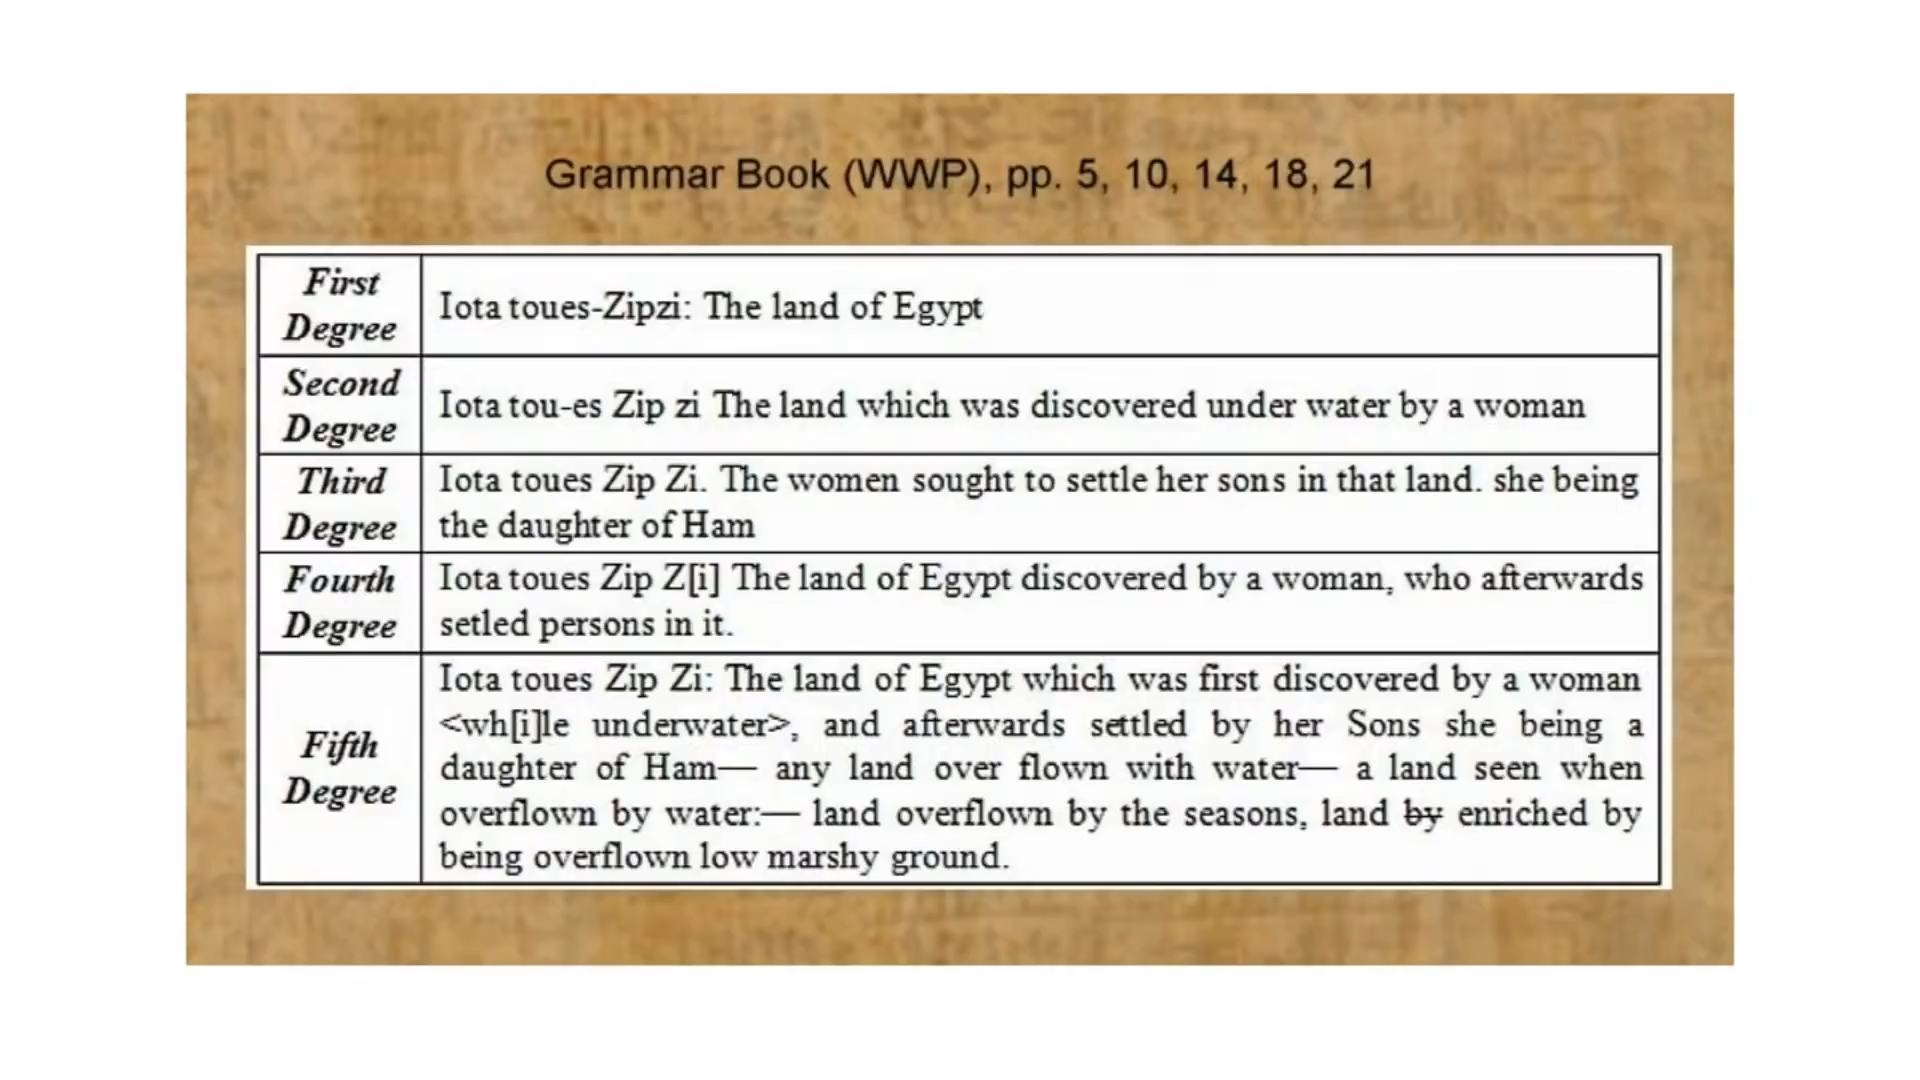 Grammar Book (WWP), pp. 5, 10, 14, 18, 21
First
Degree
Iota toues-Zipzi: The land of Egypt
Second
Degree
Iota tou-es Zip zi The land which was discovered under water by a woman
Third
Degree
Iota toues Zip Zi. The women sought to settle her sons in that land. she being
the daughter of Ham
Fourth
Degree
Iota toues Zip Z[i] The land of Egypt discovered by a woman, who afterwards
setled persons in it.
Fifth
Degree
Iota toues Zip Zi: The land of Egypt which was first discovered by a woman
<wh[i]le underwater>, and afterwards settled by her Sons she being a
daughter of Ham— any land over flown with water— a land seen when
overflown by water:— land overflown by the seasons, land by enriched by
being overflown low marshy ground.